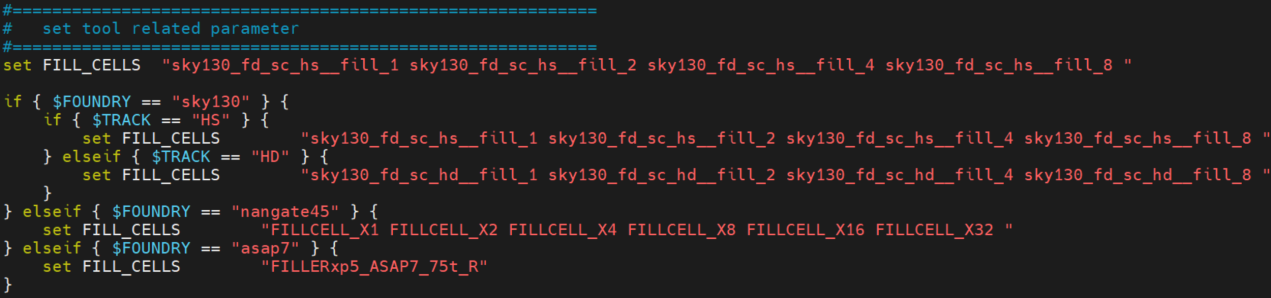 #===========================================================
#   set tool related parameter
#===========================================================
set FILL_CELLS  "sky130_fd_sc_hs__fill_1 sky130_fd_sc_hs__fill_2 sky130_fd_sc_hs__fill_4 sky130_fd_sc_hs__fill_8 "

if { $FOUNDRY == "sky130" } {
    if { $TRACK == "HS" } {
        set FILL_CELLS        "sky130_fd_sc_hs__fill_1 sky130_fd_sc_hs__fill_2 sky130_fd_sc_hs__fill_4 sky130_fd_sc_hs__fill_8 "
    } elseif { $TRACK == "HD" } {
        set FILL_CELLS        "sky130_fd_sc_hd__fill_1 sky130_fd_sc_hd__fill_2 sky130_fd_sc_hd__fill_4 sky130_fd_sc_hd__fill_8 "
    }
} elseif { $FOUNDRY == "nangate45" } {
    set FILL_CELLS        "FILLCELL_X1 FILLCELL_X2 FILLCELL_X4 FILLCELL_X8 FILLCELL_X16 FILLCELL_X32 "
} elseif { $FOUNDRY == "asap7" } {
    set FILL_CELLS        "FILLERxp5_ASAP7_75t_R"
}